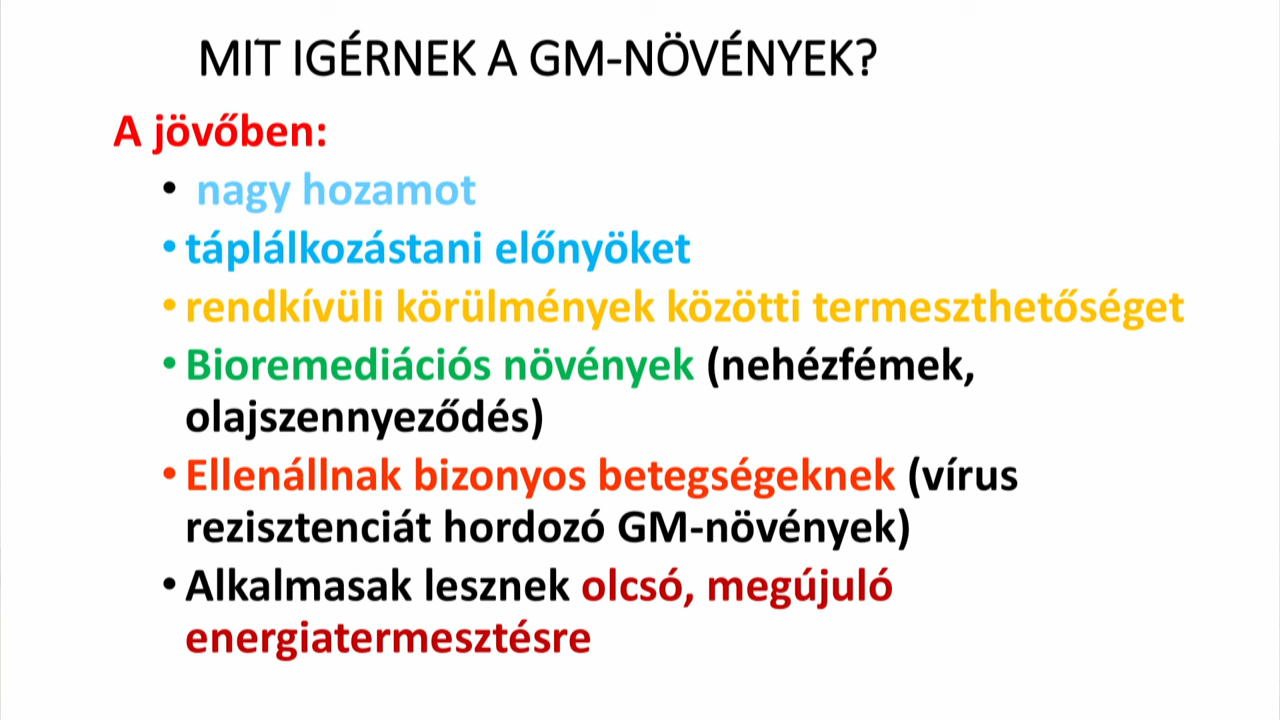 MIT IGÉRNEK A GM-NÖVÉNYEK?
A jövőben:
• nagy hozamot
• táplálkozástani előnyöket
• rendkívüli körülmények közötti termeszthetőséget
• Bioremediációs növények (nehézfémek,
olajszennyeződés)
• Ellenállnak bizonyos betegségeknek (vírus
rezisztenciát hordozó GM-növények)
• Alkalmasak lesznek olcsó, megújuló
energiatermesztésre